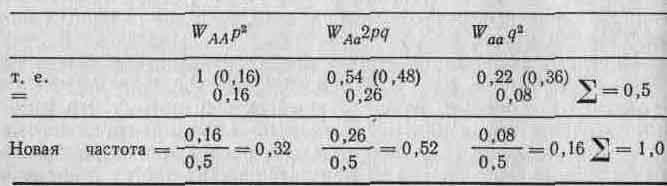 W_AA p² W_Aa 2pq W_aa q²
т. е. 1 (0,16) 0,54 (0,48) 0,22 (0,36)
= 0,16 0,26 0,08 ∑ = 0,5
Новая частота = 0,16/0,5 = 0,32 0,26/0,5 = 0,52 0,08/0,5 = 0,16 ∑ = 1,0